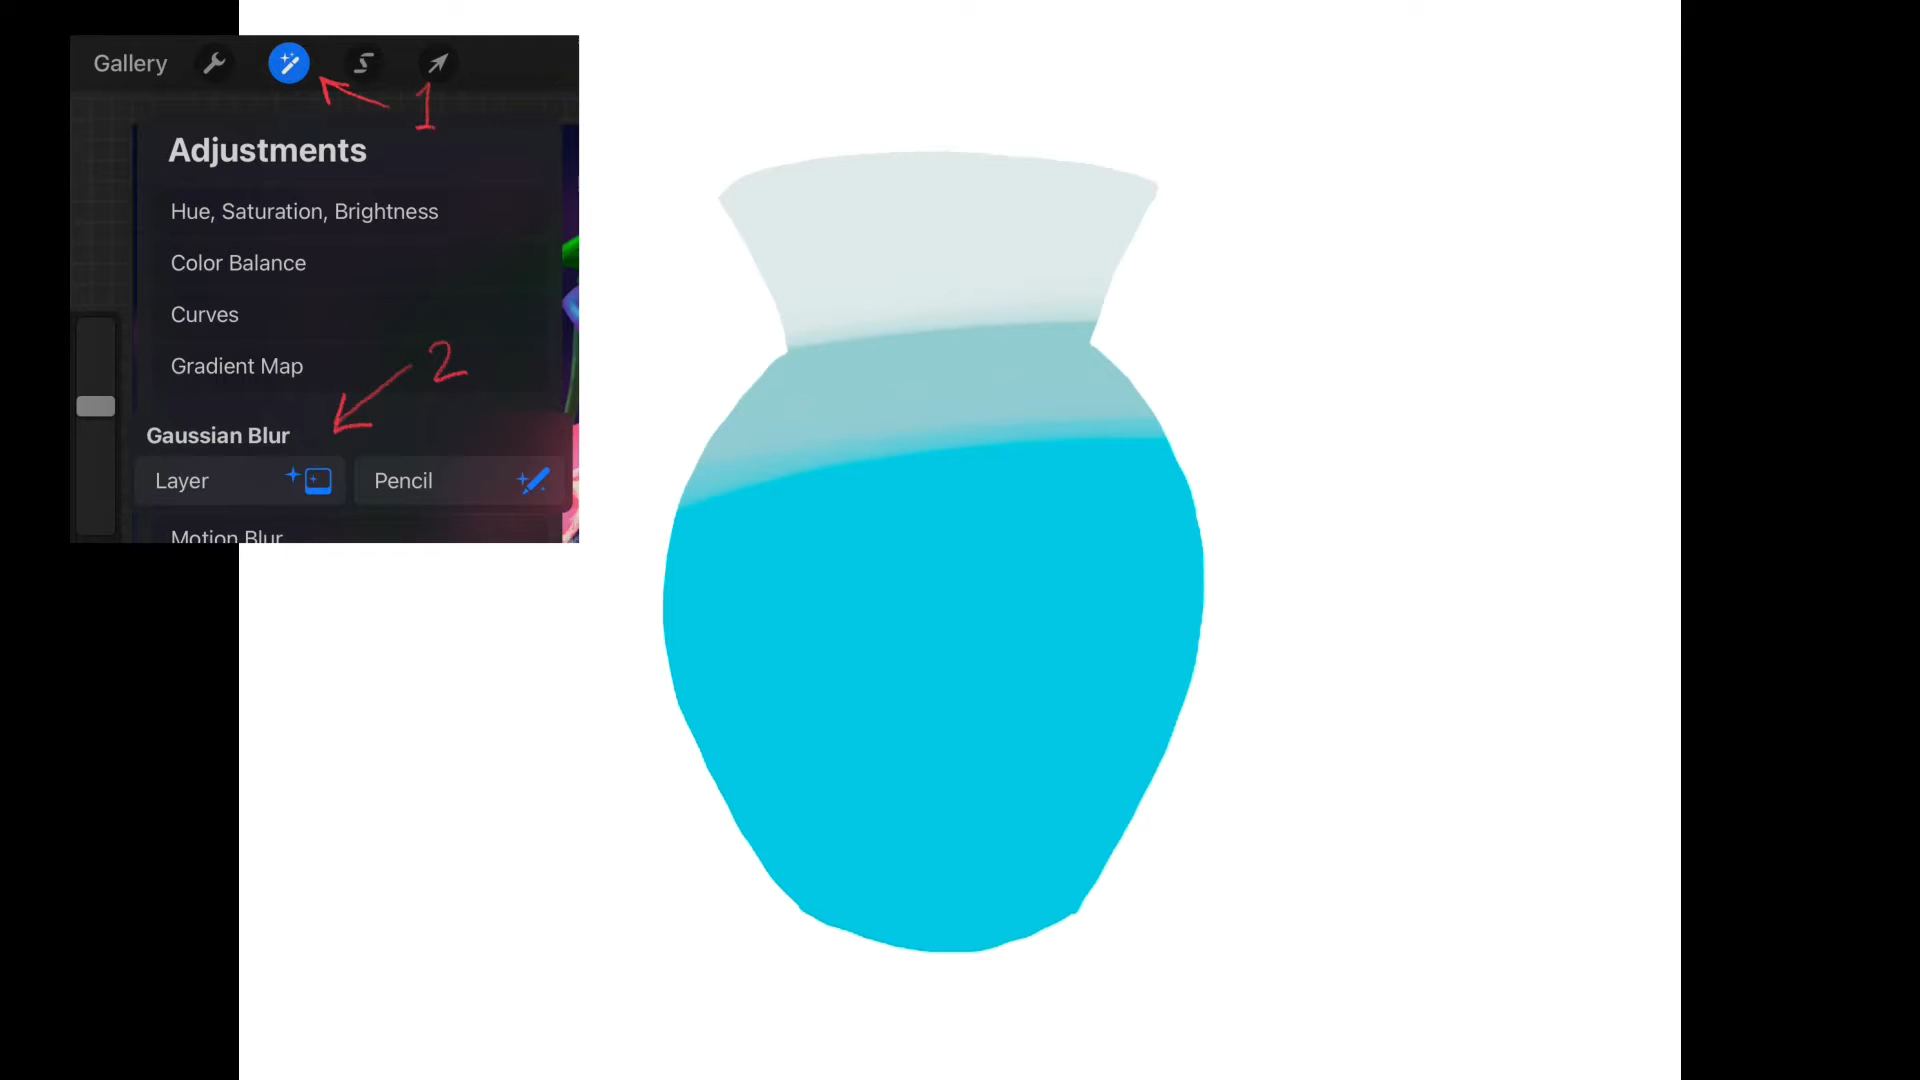 Gallery
1
Adjustments
Hue, Saturation, Brightness
Color Balance
Curves
Gradient Map
2
Gaussian Blur
Layer
Pencil
Motion Blur